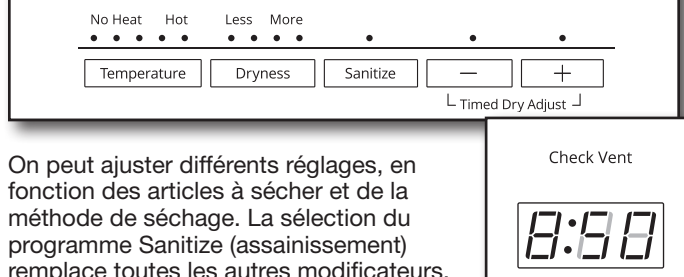 No Heat Hot Less More
Temperature Dryness Sanitize — +
Timed Dry Adjust
Check Vent
8:50
On peut ajuster différents réglages, en
fonction des articles à sécher et de la
méthode de séchage. La sélection du
programme Sanitize (assainissement)
remplace toutes les autres modificateurs.